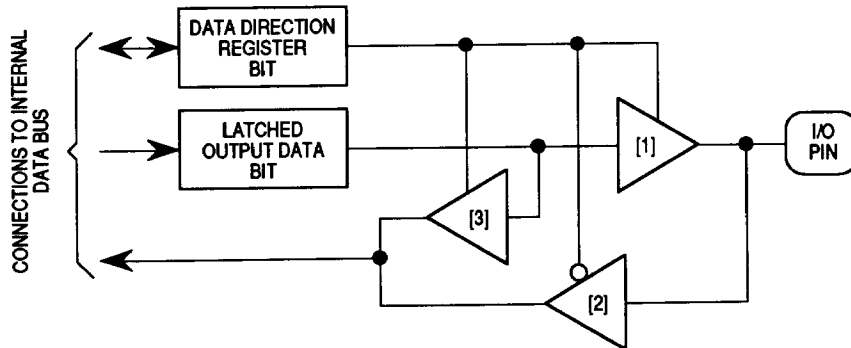 CONNECTIONS TO INTERNAL
DATA BUS
DATA DIRECTION
REGISTER
BIT
LATCHED
OUTPUT DATA
BIT
[1]
I/O
PIN
[3]
[2]